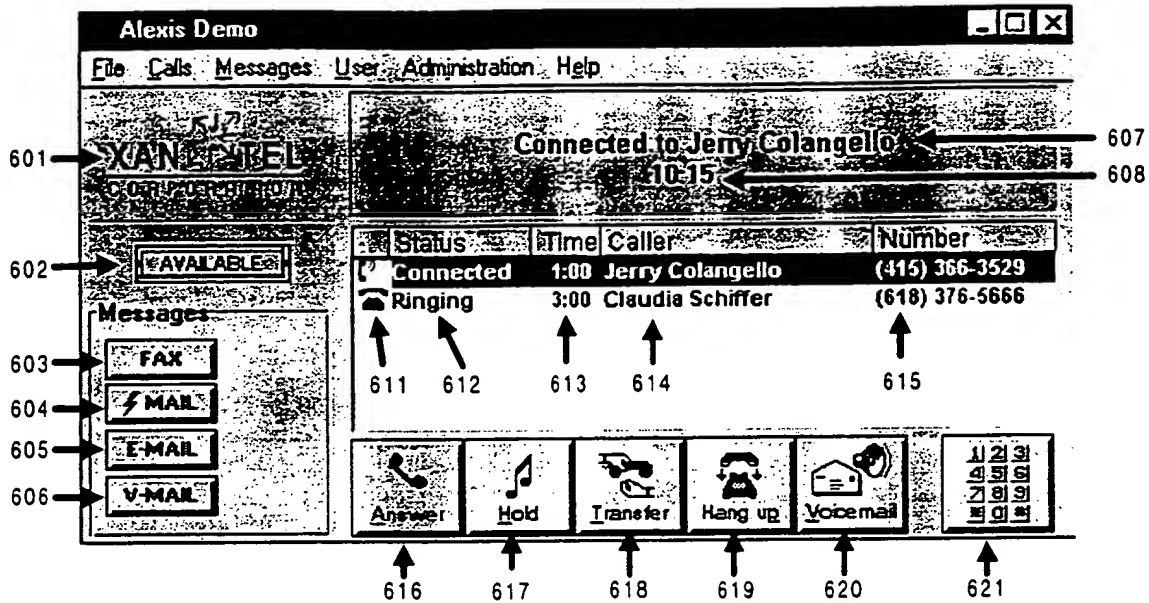 Alexis Demo
File Calls Messages User Administration Help
XANTEL
CORPORATION
601
Connected to Jerry Colangello
607
10:15
608
602
AVAILABLE
Status Time Caller Number
Connected 1:00 Jerry Colangello (415) 366-3529
Ringing 3:00 Claudia Schiffer (618) 376-5666
Messages
603
FAX
611 612 613 614 615
604
MAIL
605
E-MAIL
606
V-MAIL
Answer Hold Transfer Hang up Voicemail
1 2 3
4 5 6
7 8 9
* 0 #
616 617 618 619 620 621